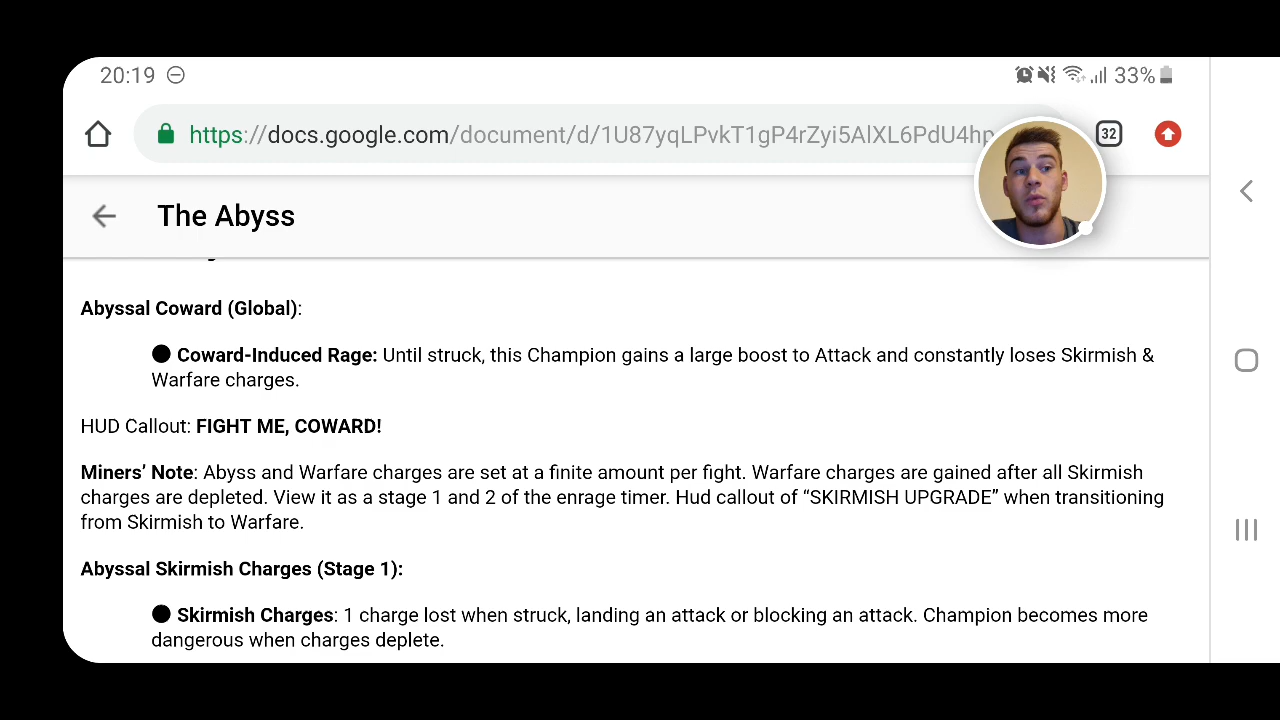 20:19
33%
https://docs.google.com/document/d/1U87yqLPvkT1gP4rZyi5AlXL6PdU4hp
32
The Abyss
Abyssal Coward (Global):
● Coward-Induced Rage: Until struck, this Champion gains a large boost to Attack and constantly loses Skirmish &
Warfare charges.
HUD Callout: FIGHT ME, COWARD!
Miners’ Note: Abyss and Warfare charges are set at a finite amount per fight. Warfare charges are gained after all Skirmish
charges are depleted. View it as a stage 1 and 2 of the enrage timer. Hud callout of “SKIRMISH UPGRADE” when transitioning
from Skirmish to Warfare.
Abyssal Skirmish Charges (Stage 1):
● Skirmish Charges: 1 charge lost when struck, landing an attack or blocking an attack. Champion becomes more
dangerous when charges deplete.